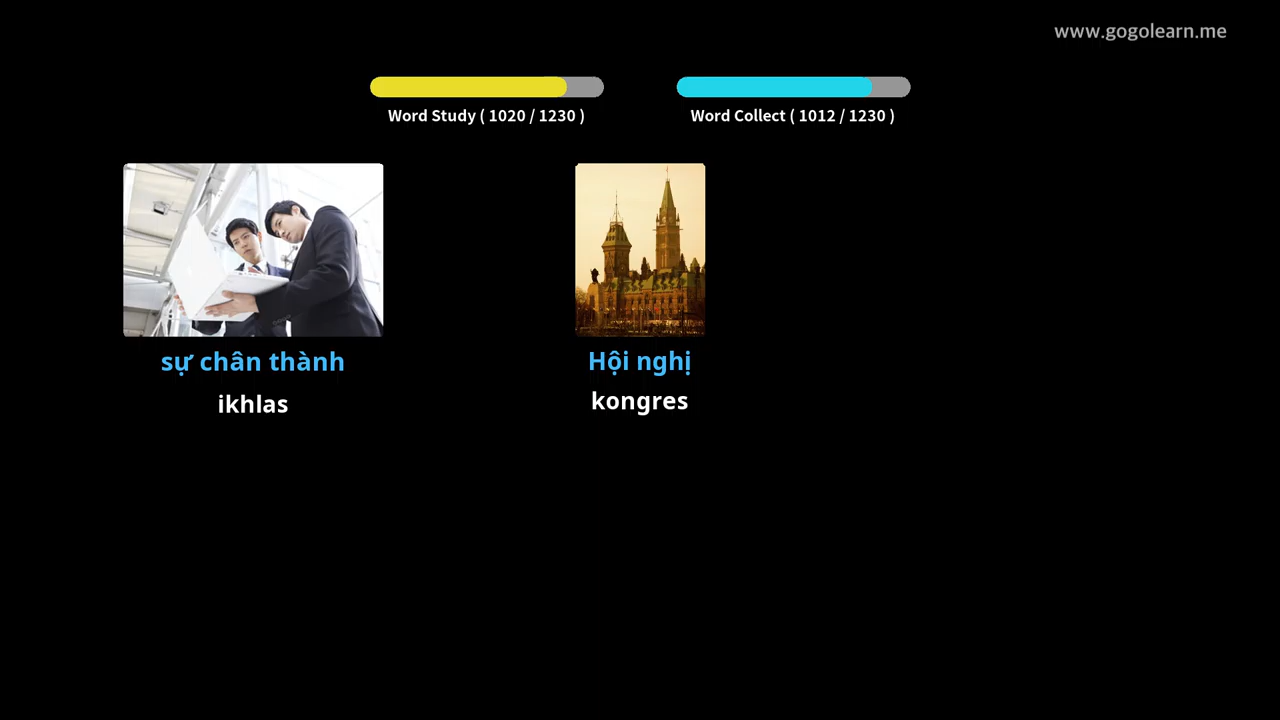 www.gogolearn.me
Word Study ( 1020 / 1230 )
Word Collect ( 1012 / 1230 )
sự chân thành
ikhlas
Hội nghị
kongres